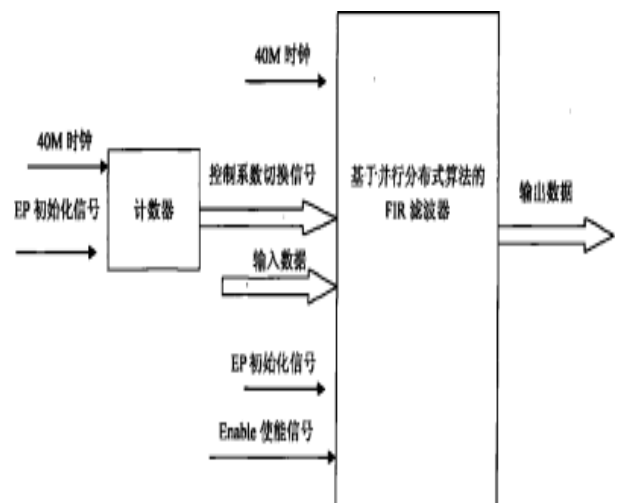 40M 时钟
40M 时钟
EP 初始化信号
计数器
控制系数切换信号
输入数据
EP 初始化信号
Enable 使能信号
基于并行分布式算法的
FIR 滤波器
输出数据